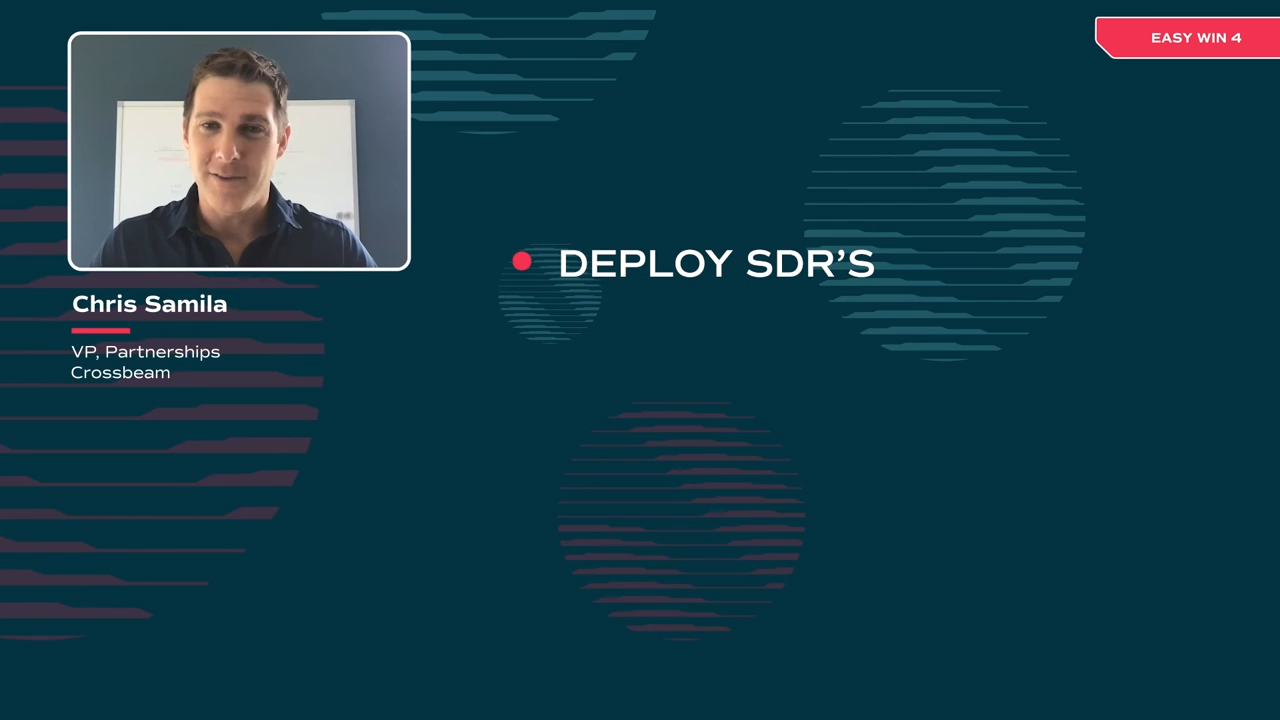 EASY WIN 4
DEPLOY SDR’S
Chris Samila
VP, Partnerships
Crossbeam